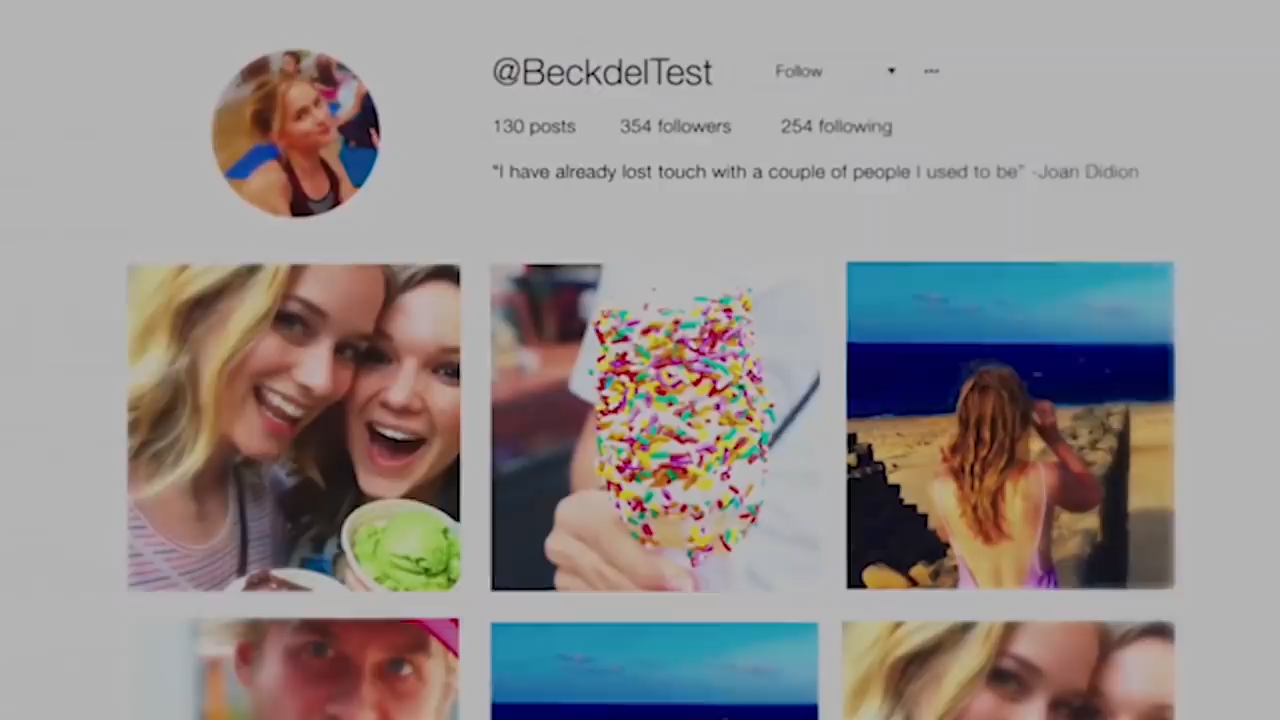 @BeckdelTest Follow
130 posts 354 followers 254 following
"I have already lost touch with a couple of people I used to be" -Joan Didion